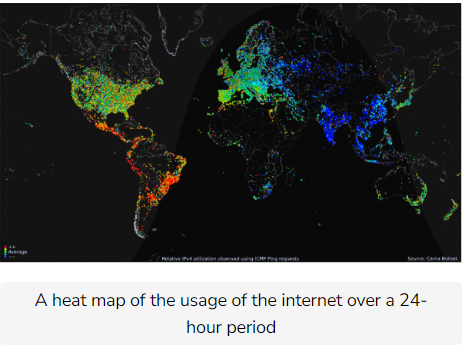 Average
Relative IPv4 utilization observed using ICMP Ping requests
Source: Carna Botnet
A heat map of the usage of the internet over a 24-
hour period